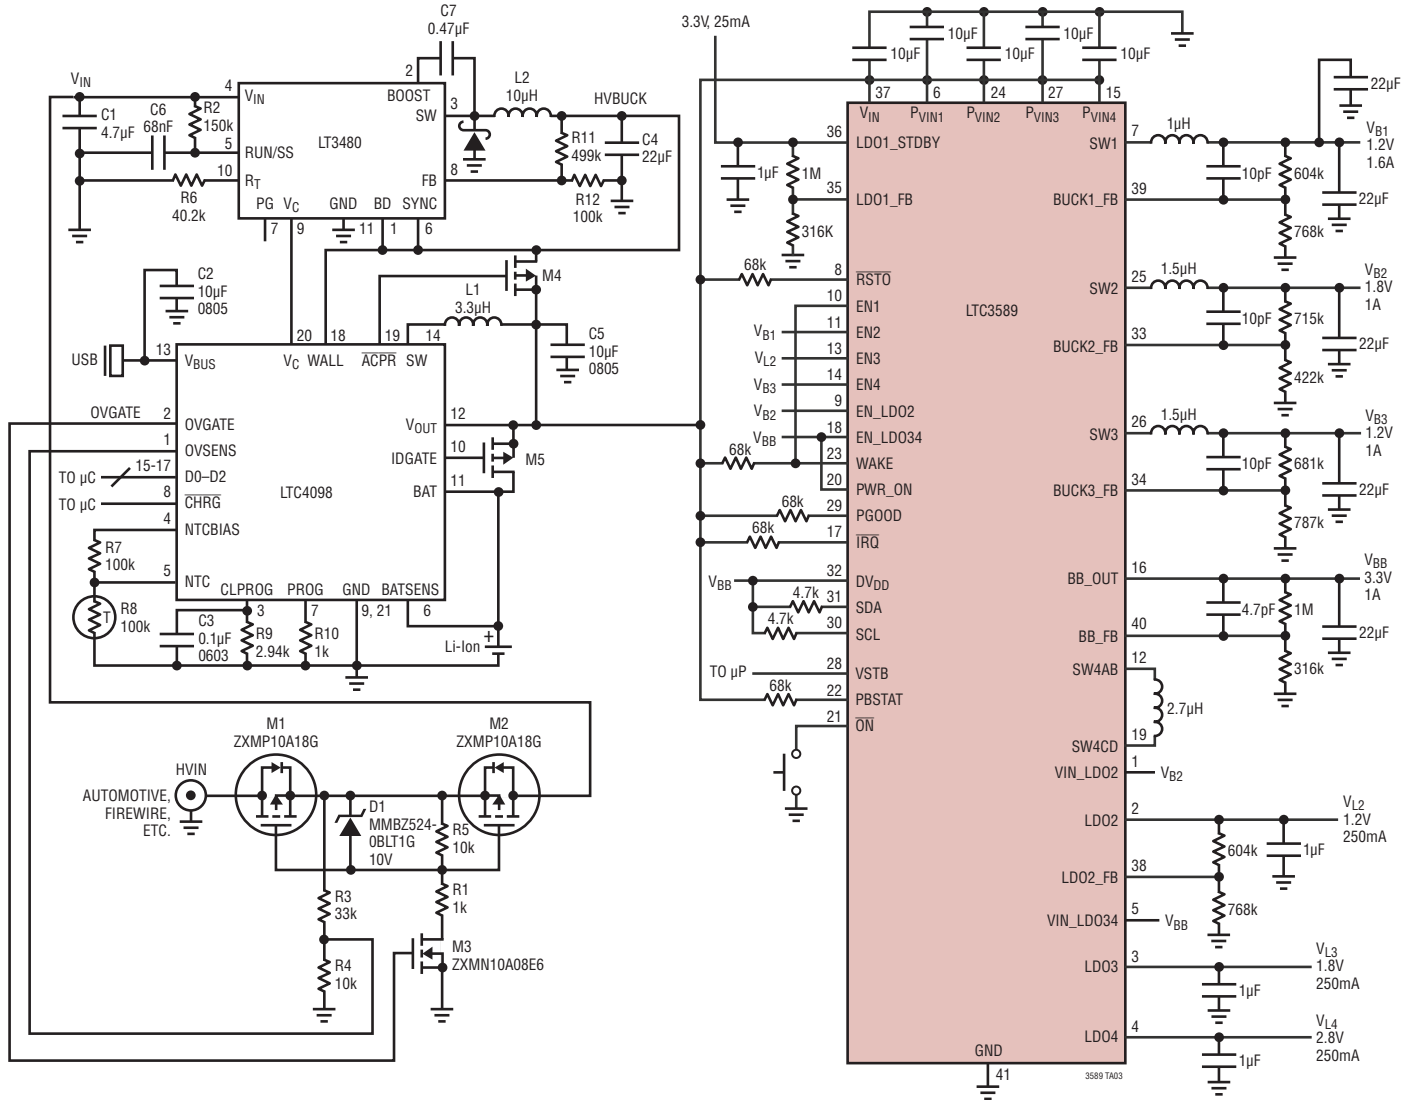 C7
0.47µF
3.3V, 25mA
10µF
10µF
10µF
10µF
10µF
VIN
4
2
BOOST
VIN
SW
3
L2
10µH
HVBUCK
C1
4.7µF
C6
68nF
R2
150k
5
RUN/SS
LT3480
R11
499k
C4
22µF
10
RT
FB
8
R6
40.2k
R12
100k
PG
VC
GND
BD
SYNC
7
9
11
1
6
M4
C2
10µF
0805
L1
3.3µH
C5
10µF
0805
20
18
19
14
USB
13
VBUS
VC
WALL
ACPR
SW
OVGATE
2
OVGATE
VOUT
12
1
OVSENS
IDGATE
10
M5
TO µC
15-17
D0–D2
BAT
11
LTC4098
TO µC
8
CHRG
4
NTCBIAS
R7
100k
5
NTC
CLPROG
PROG
GND
BATSENS
T
R8
100k
3
7
9, 21
6
C3
0.1µF
0603
R9
2.94k
R10
1k
Li-Ion
+
M1
ZXMP10A18G
M2
ZXMP10A18G
HVIN
AUTOMOTIVE,
FIREWIRE,
ETC.
D1
MMBZ524-
0BLT1G
10V
R5
10k
R3
33k
R1
1k
R4
10k
M3
ZXMN10A08E6
37
6
24
27
15
VIN
PVIN1
PVIN2
PVIN3
PVIN4
36
LDO1_STDBY
1µF
1M
35
LDO1_FB
316K
68k
8
RSTO
LTC3589
10
EN1
VB1
11
EN2
VL2
13
EN3
VB3
14
EN4
VB2
9
EN_LDO2
VBB
18
EN_LDO34
68k
23
WAKE
20
PWR_ON
68k
29
PGOOD
68k
17
IRQ
VBB
32
DVDD
4.7k
31
SDA
4.7k
30
SCL
TO µP
28
VSTB
68k
22
PBSTAT
21
ON
SW1
7
1µH
22µF
VB1
1.2V
1.6A
10pF
604k
22µF
BUCK1_FB
39
768k
SW2
25
1.5µH
VB2
1.8V
1A
10pF
715k
22µF
BUCK2_FB
33
422k
SW3
26
1.5µH
VB3
1.2V
1A
10pF
681k
22µF
BUCK3_FB
34
787k
BB_OUT
16
VBB
3.3V
1A
4.7pF
1M
22µF
BB_FB
40
316k
SW4AB
12
2.7µH
SW4CD
19
VIN_LDO2
1
VB2
LDO2
2
VL2
1.2V
250mA
604k
1µF
LDO2_FB
38
768k
VIN_LDO34
5
VBB
LDO3
3
VL3
1.8V
250mA
1µF
LDO4
4
VL4
2.8V
250mA
1µF
GND
41
3589 TA03